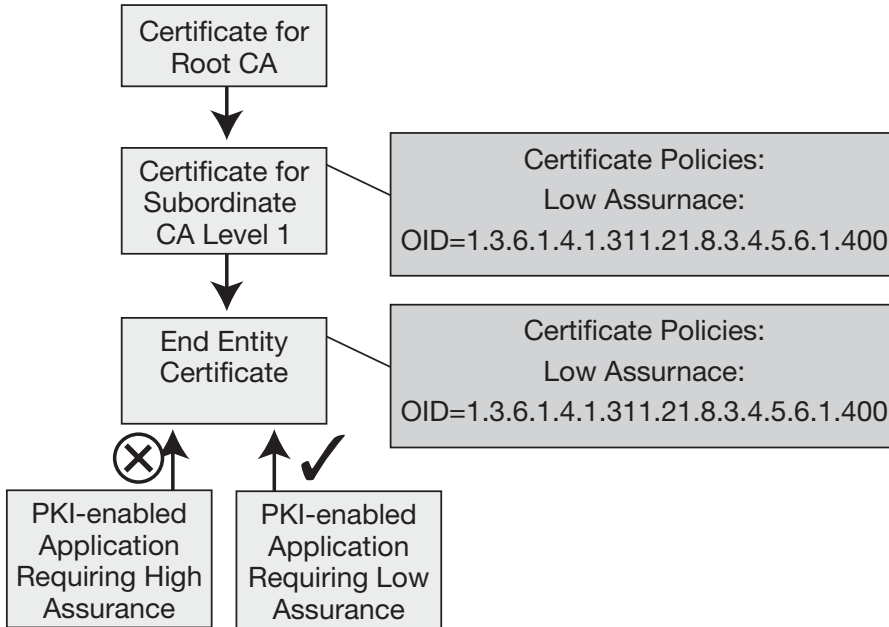 Certificate for
Root CA
Certificate for
Subordinate
CA Level 1
Certificate Policies:
Low Assurnace:
OID=1.3.6.1.4.1.311.21.8.3.4.5.6.1.400
End Entity
Certificate
Certificate Policies:
Low Assurnace:
OID=1.3.6.1.4.1.311.21.8.3.4.5.6.1.400
PKI-enabled
Application
Requiring High
Assurance
PKI-enabled
Application
Requiring Low
Assurance